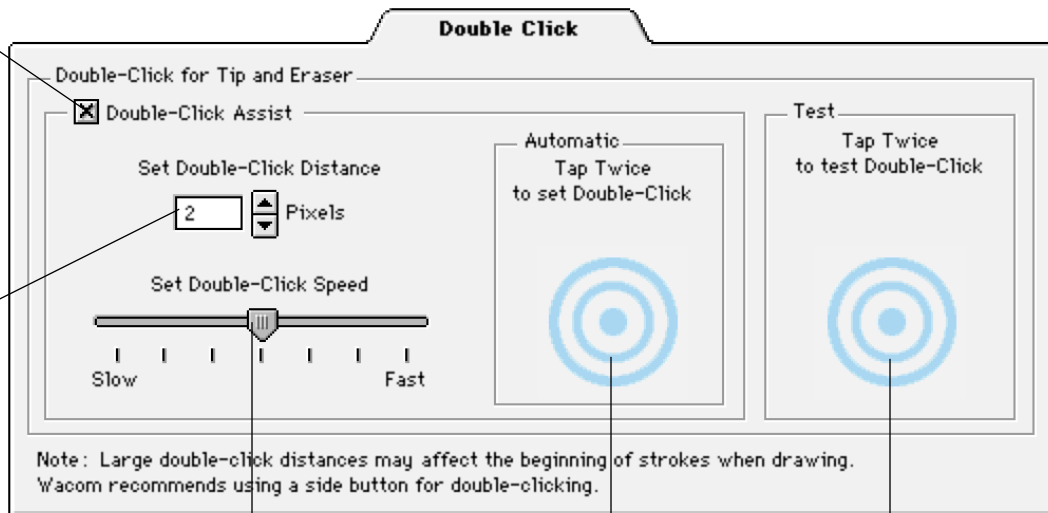 Double Click
Double-Click for Tip and Eraser
Double-Click Assist
Set Double-Click Distance
2 Pixels
Set Double-Click Speed
Slow Fast
Automatic
Tap Twice
to set Double-Click
Test
Tap Twice
to test Double-Click
Note: Large double-click distances may affect the beginning of strokes when drawing.
Wacom recommends using a side button for double-clicking.